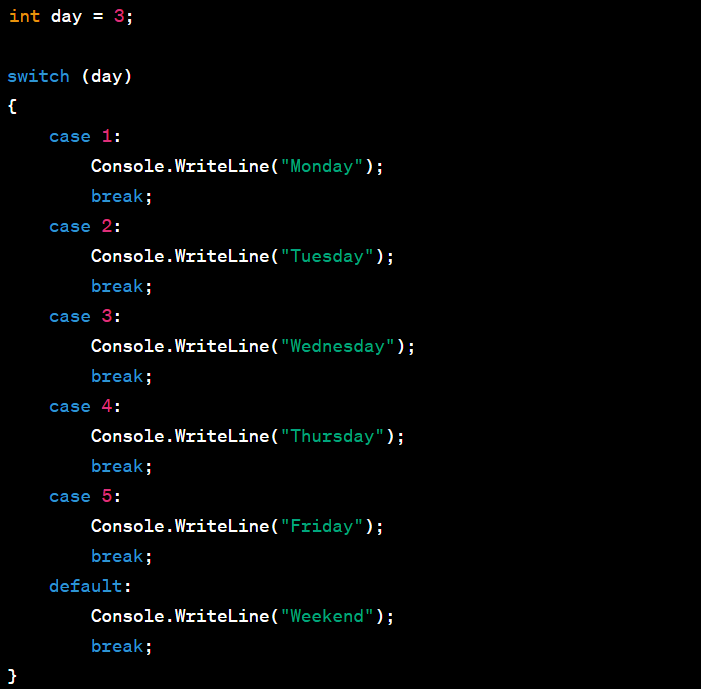 int day = 3;
switch (day)
{
    case 1:
        Console.WriteLine("Monday");
        break;
    case 2:
        Console.WriteLine("Tuesday");
        break;
    case 3:
        Console.WriteLine("Wednesday");
        break;
    case 4:
        Console.WriteLine("Thursday");
        break;
    case 5:
        Console.WriteLine("Friday");
        break;
    default:
        Console.WriteLine("Weekend");
        break;
}